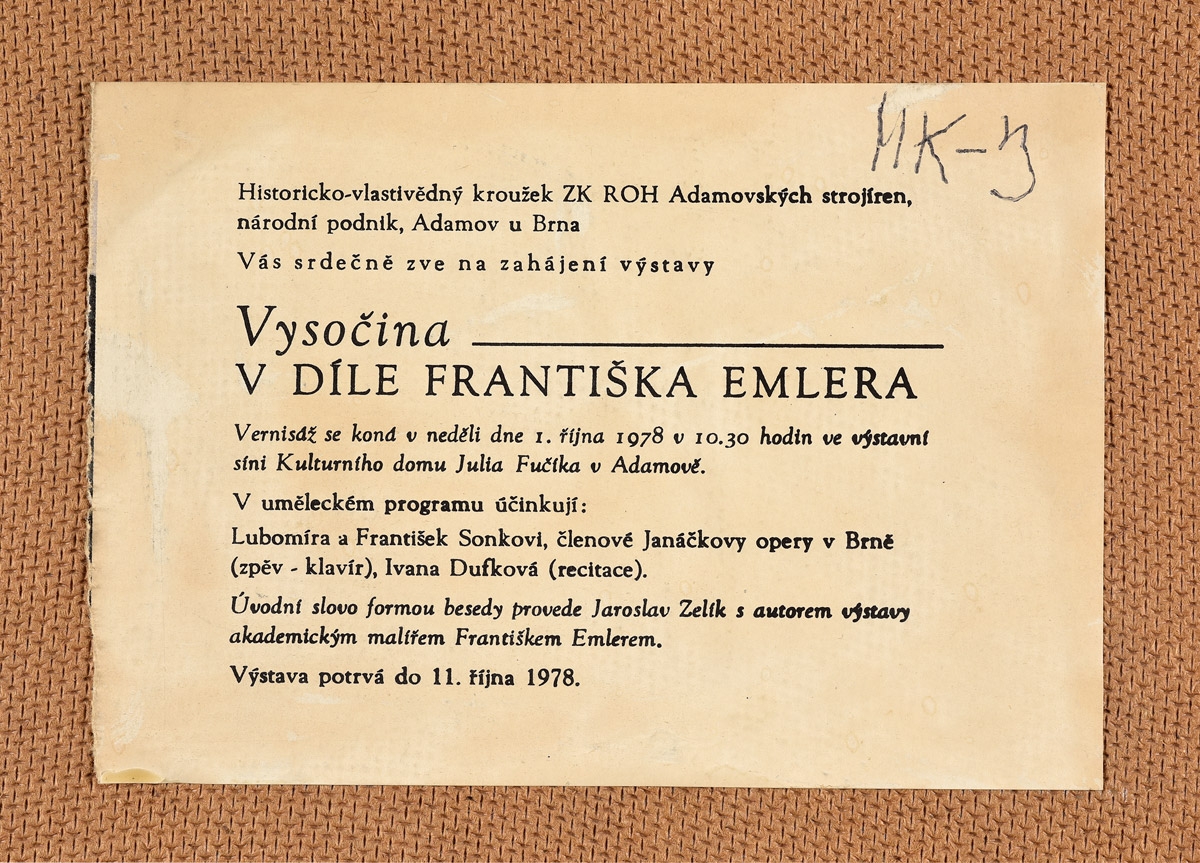 MK-3
Historicko-vlastivědný kroužek ZK ROH Adamovských strojíren,
národní podnik, Adamov u Brna
Vás srdečně zve na zahájení výstavy
Vysočina
V DÍLE FRANTIŠKA EMLERA
Vernisáž se koná v neděli dne 1. října 1978 v 10.30 hodin ve výstavní
síni Kulturního domu Julia Fučíka v Adamově.
V uměleckém programu účinkují:
Lubomíra a František Sonkovi, členové Janáčkovy opery v Brně
(zpěv - klavír), Ivana Dufková (recitace).
Úvodní slovo formou besedy provede Jaroslav Zelík s autorem výstavy
akademickým malířem Františkem Emlerem.
Výstava potrvá do 11. října 1978.